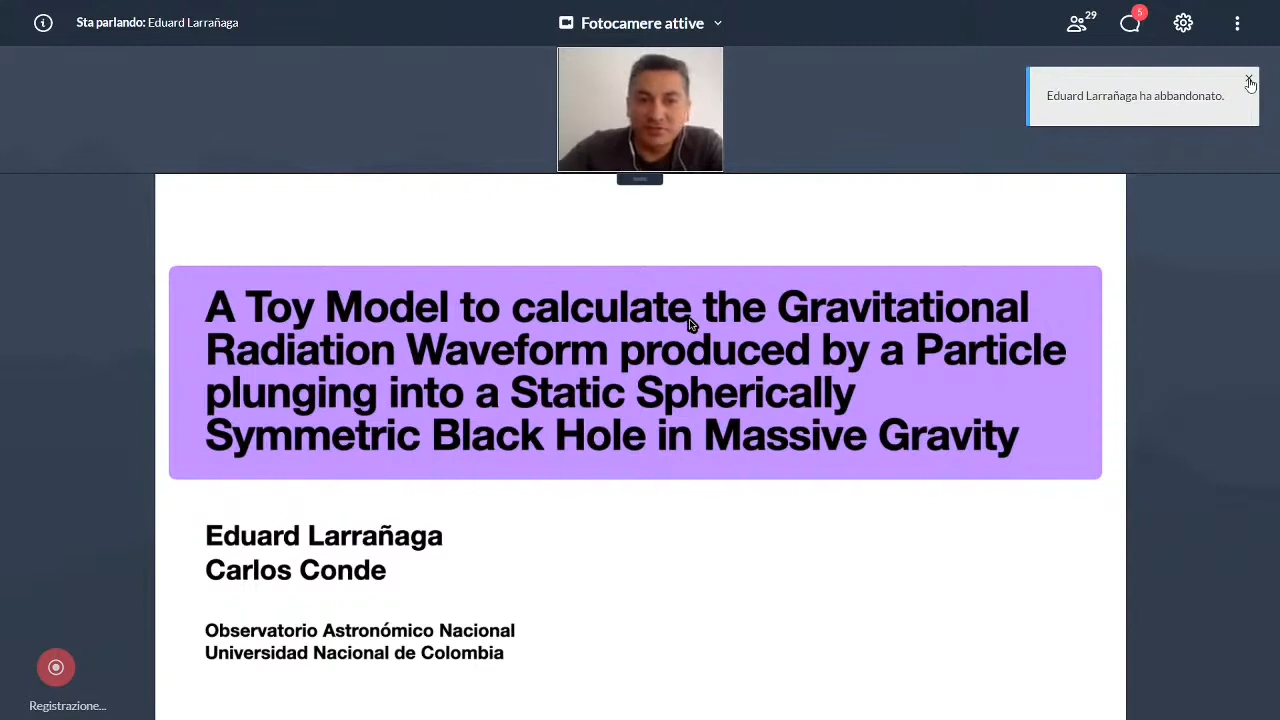 Sta parlando: Eduard Larrañaga
Fotocamere attive
29
5
Eduard Larrañaga ha abbandonato.
A Toy Model to calculate the Gravitational
Radiation Waveform produced by a Particle
plunging into a Static Spherically
Symmetric Black Hole in Massive Gravity
Eduard Larrañaga
Carlos Conde
Observatorio Astronómico Nacional
Universidad Nacional de Colombia
Registrazione...